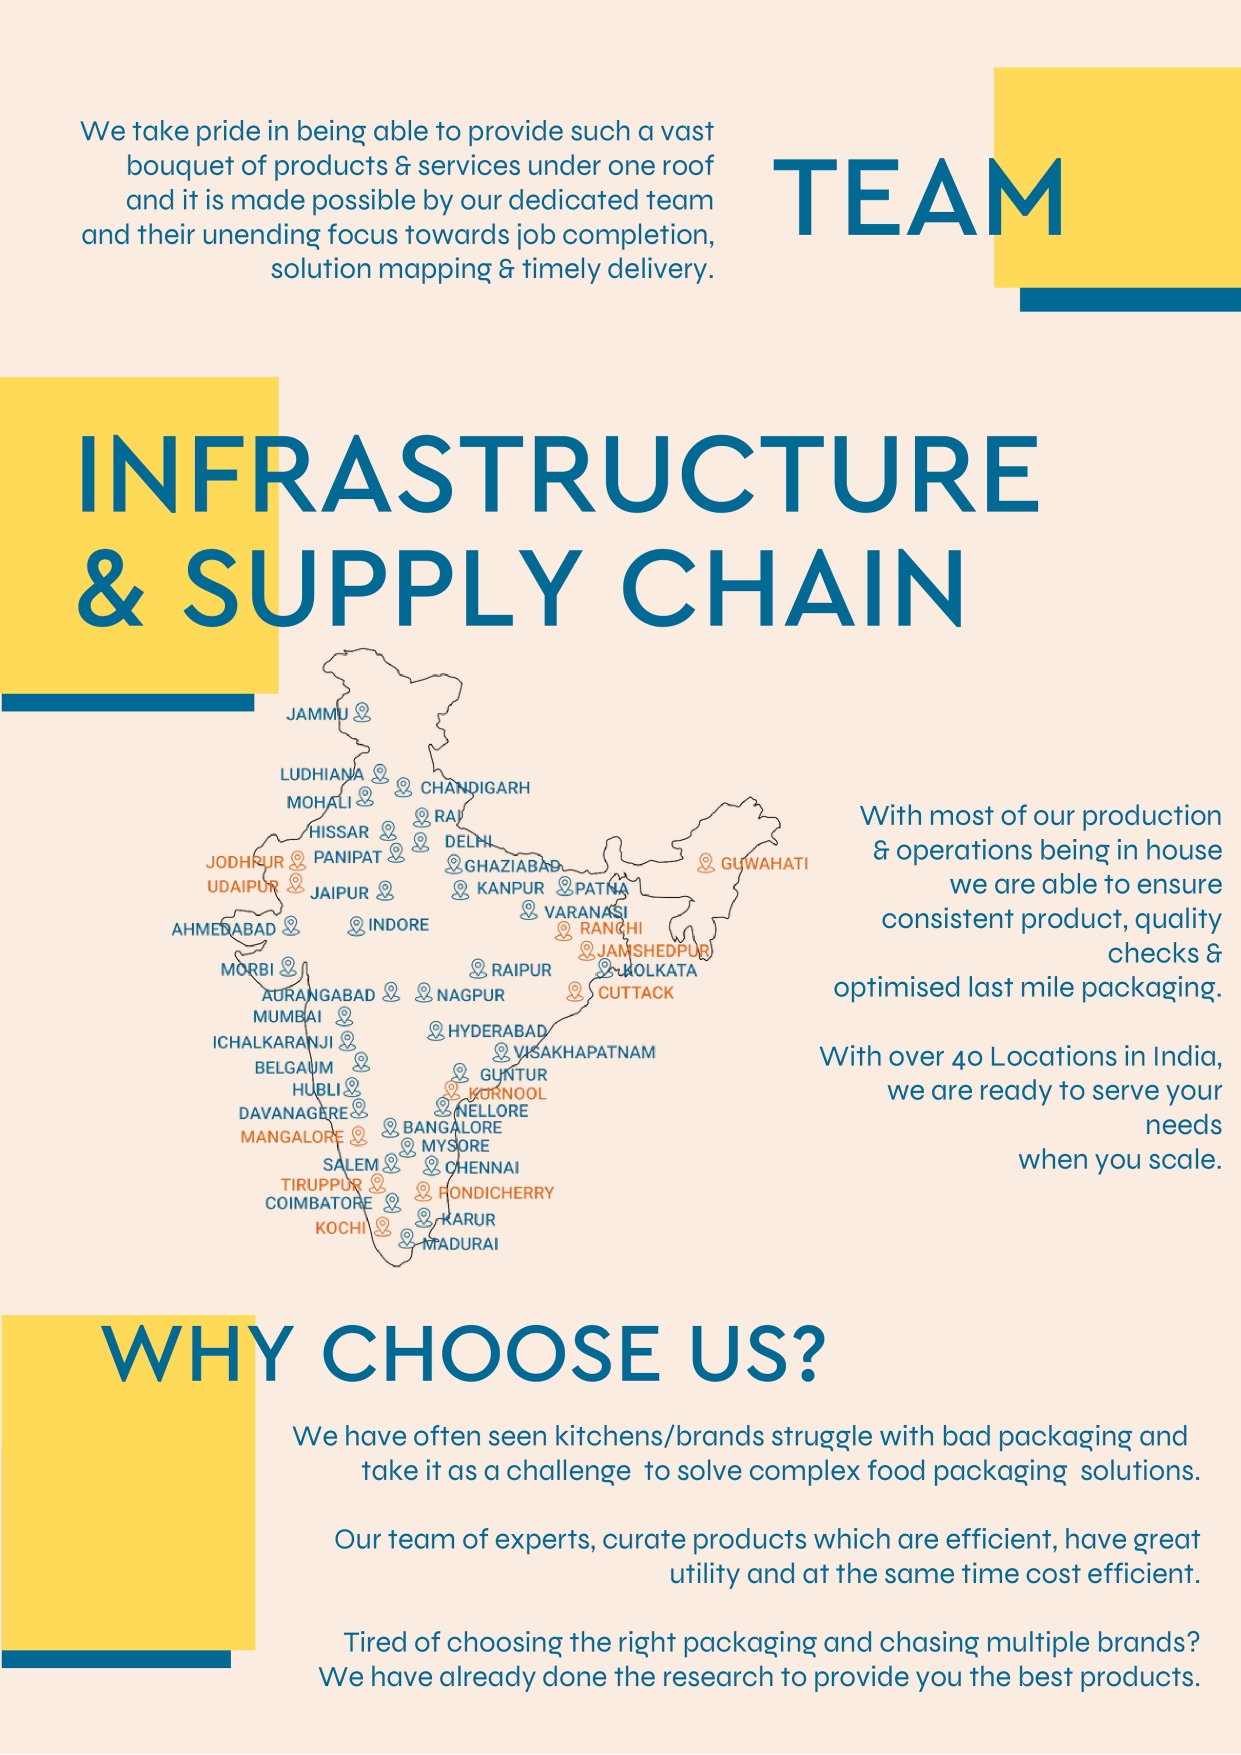 We take pride in being able to provide such a vast
bouquet of products & services under one roof
and it is made possible by our dedicated team
and their unending focus towards job completion,
solution mapping & timely delivery.
TEAM
INFRASTRUCTURE
& SUPPLY CHAIN
JAMMU
LUDHIANA
CHANDIGARH
MOHALI
RAI
HISSAR
DELHI
PANIPAT
JODHPUR
GHAZIABAD
GUWAHATI
UDAIPUR
JAIPUR
KANPUR
PATNA
VARANASI
AHMEDABAD
INDORE
RANCHI
JAMSHEDPUR
MORBI
RAIPUR
KOLKATA
AURANGABAD
NAGPUR
CUTTACK
MUMBAI
HYDERABAD
ICHALKARANJI
VISAKHAPATNAM
BELGAUM
GUNTUR
HUBLI
KURNOOL
DAVANAGERE
NELLORE
BANGALORE
MANGALORE
MYSORE
SALEM
CHENNAI
TIRUPPUR
PONDICHERRY
COIMBATORE
KARUR
KOCHI
MADURAI
With most of our production
& operations being in house
we are able to ensure
consistent product, quality
checks &
optimised last mile packaging.
With over 40 Locations in India,
we are ready to serve your
needs
when you scale.
WHY CHOOSE US?
We have often seen kitchens/brands struggle with bad packaging and
take it as a challenge  to solve complex food packaging  solutions.
Our team of experts, curate products which are efficient, have great
utility and at the same time cost efficient.
Tired of choosing the right packaging and chasing multiple brands?
We have already done the research to provide you the best products.